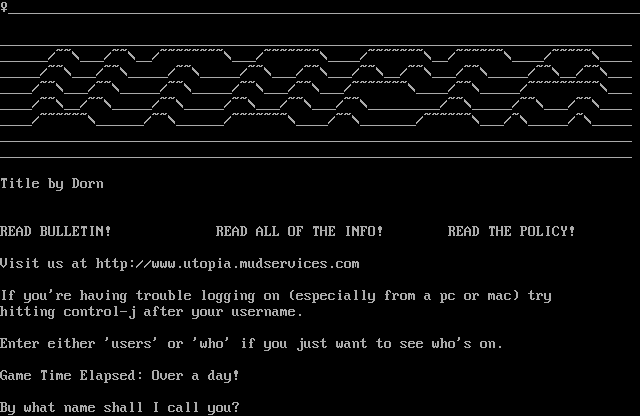 UTOPIA
Title by Dorn
READ BULLETIN! READ ALL OF THE INFO! READ THE POLICY!
Visit us at http://www.utopia.mudservices.com
If you're having trouble logging on (especially from a pc or mac) try
hitting control-j after your username.
Enter either 'users' or 'who' if you just want to see who's on.
Game Time Elapsed: Over a day!
By what name shall I call you?